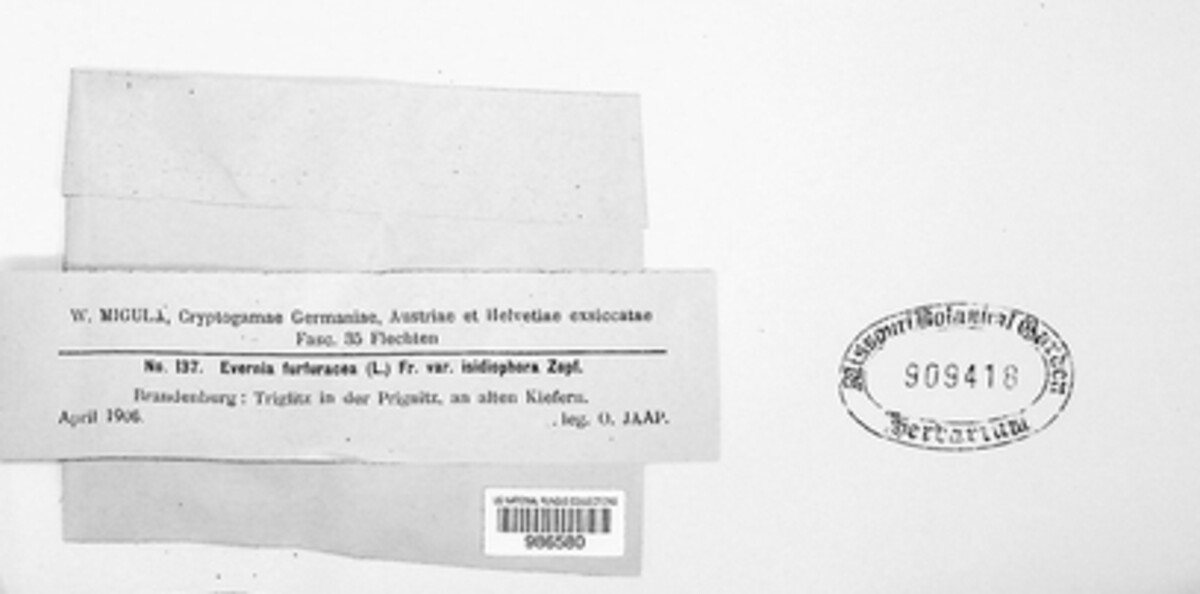 W. MIGULA, Cryptogamae Germaniae, Austriae et Helvetiae exsiccatae
Fasc. 35 Flechten
No. 137. Evernia furfuracea (L.) Fr. var. isidiophora Zopf.
Brandenburg: Triglitz in der Prignitz, an alten Kiefern.
April 1906. leg. O. JAAP.
US NATIONAL FUNGUS COLLECTIONS
986580
Missouri Botanical Garden
909418
Herbarium